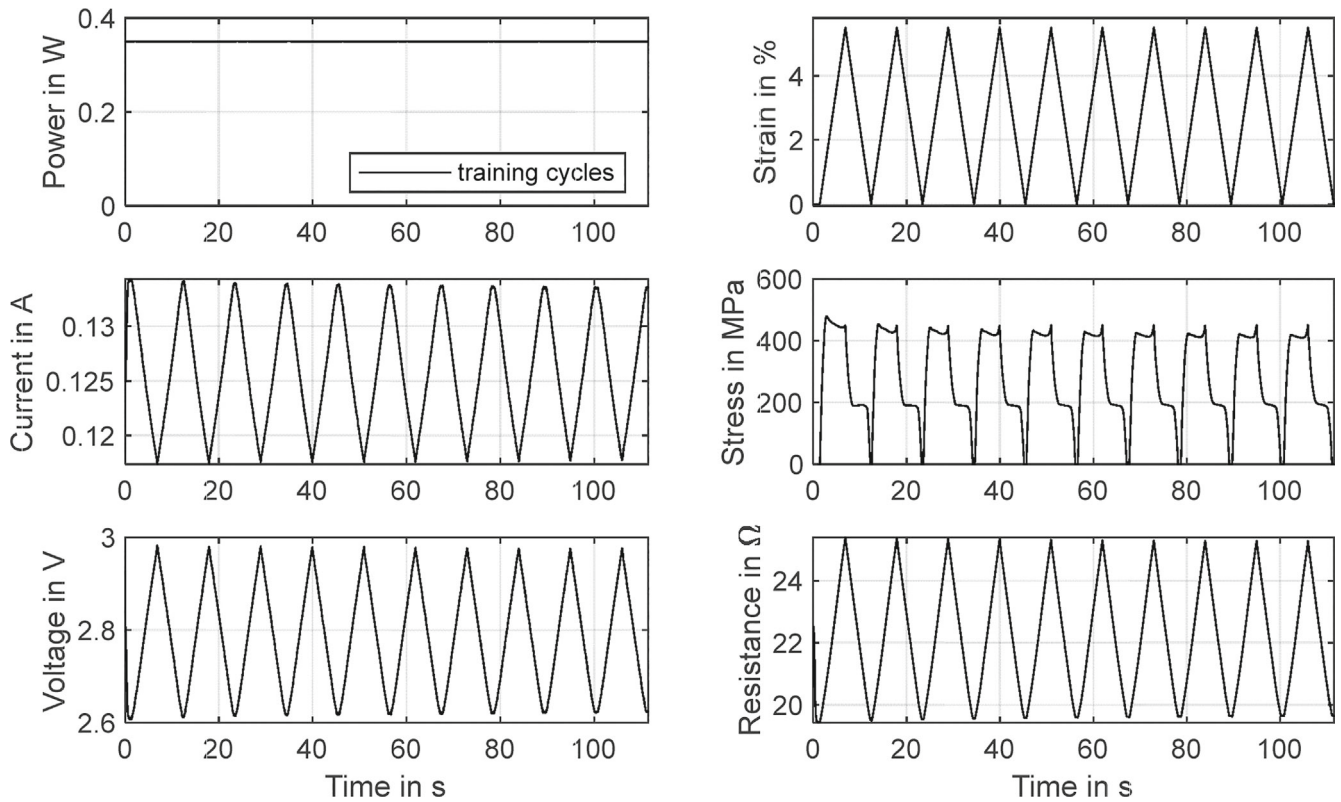 Power in W
0.4
0.2
0
training cycles
0 20 40 60 80 100
Strain in %
4
2
0
0 20 40 60 80 100
Current in A
0.13
0.125
0.12
0 20 40 60 80 100
Stress in MPa
600
400
200
0
0 20 40 60 80 100
Voltage in V
3
2.8
2.6
0 20 40 60 80 100
Time in s
Resistance in Ω
24
22
20
0 20 40 60 80 100
Time in s